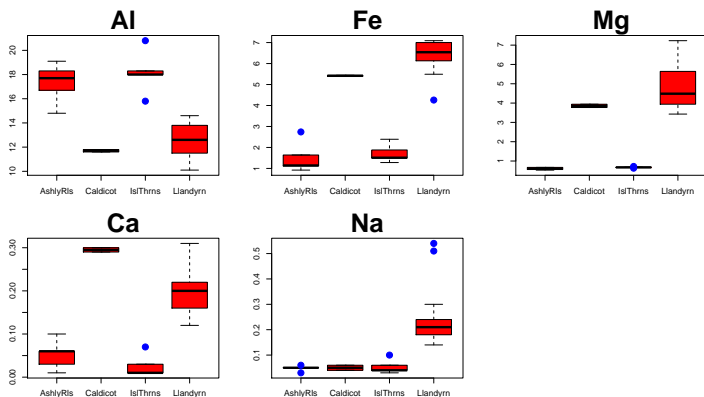 Al
20
18
16
14
12
10
AshlyRls Caldicot IslThrns Llandyrn
Fe
7
6
5
4
3
2
1
AshlyRls Caldicot IslThrns Llandyrn
Mg
7
6
5
4
3
2
1
AshlyRls Caldicot IslThrns Llandyrn
Ca
0.30
0.20
0.10
0.00
AshlyRls Caldicot IslThrns Llandyrn
Na
0.5
0.4
0.3
0.2
0.1
AshlyRls Caldicot IslThrns Llandyrn